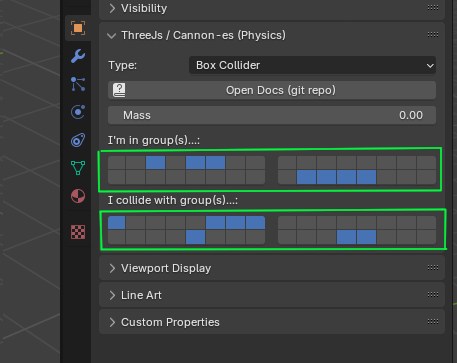 Visibility
ThreeJs / Cannon-es (Physics)
Type: Box Collider
Open Docs (git repo)
Mass 0.00
I'm in group(s)...:
I collide with group(s)...:
Viewport Display
Line Art
Custom Properties